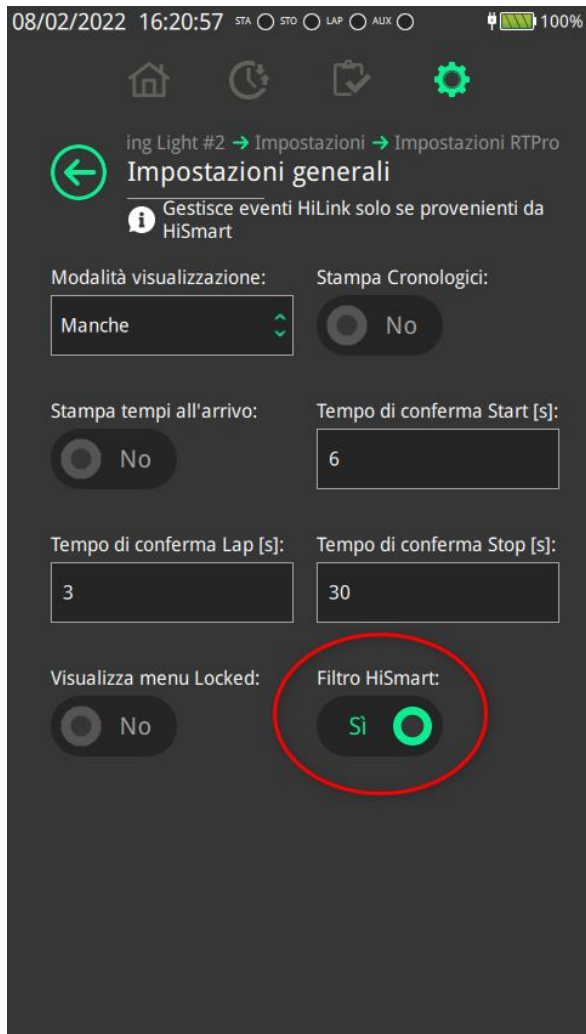 08/02/2022 16:20:57 STA STO LAP AUX 100%
ing Light #2 → Impostazioni → Impostazioni RTPro
Impostazioni generali
i Gestisce eventi HiLink solo se provenienti da
HiSmart
Modalità visualizzazione: Stampa Cronologici:
Manche No
Stampa tempi all'arrivo: Tempo di conferma Start [s]:
No 6
Tempo di conferma Lap [s]: Tempo di conferma Stop [s]:
3 30
Visualizza menu Locked: Filtro HiSmart:
No Sì